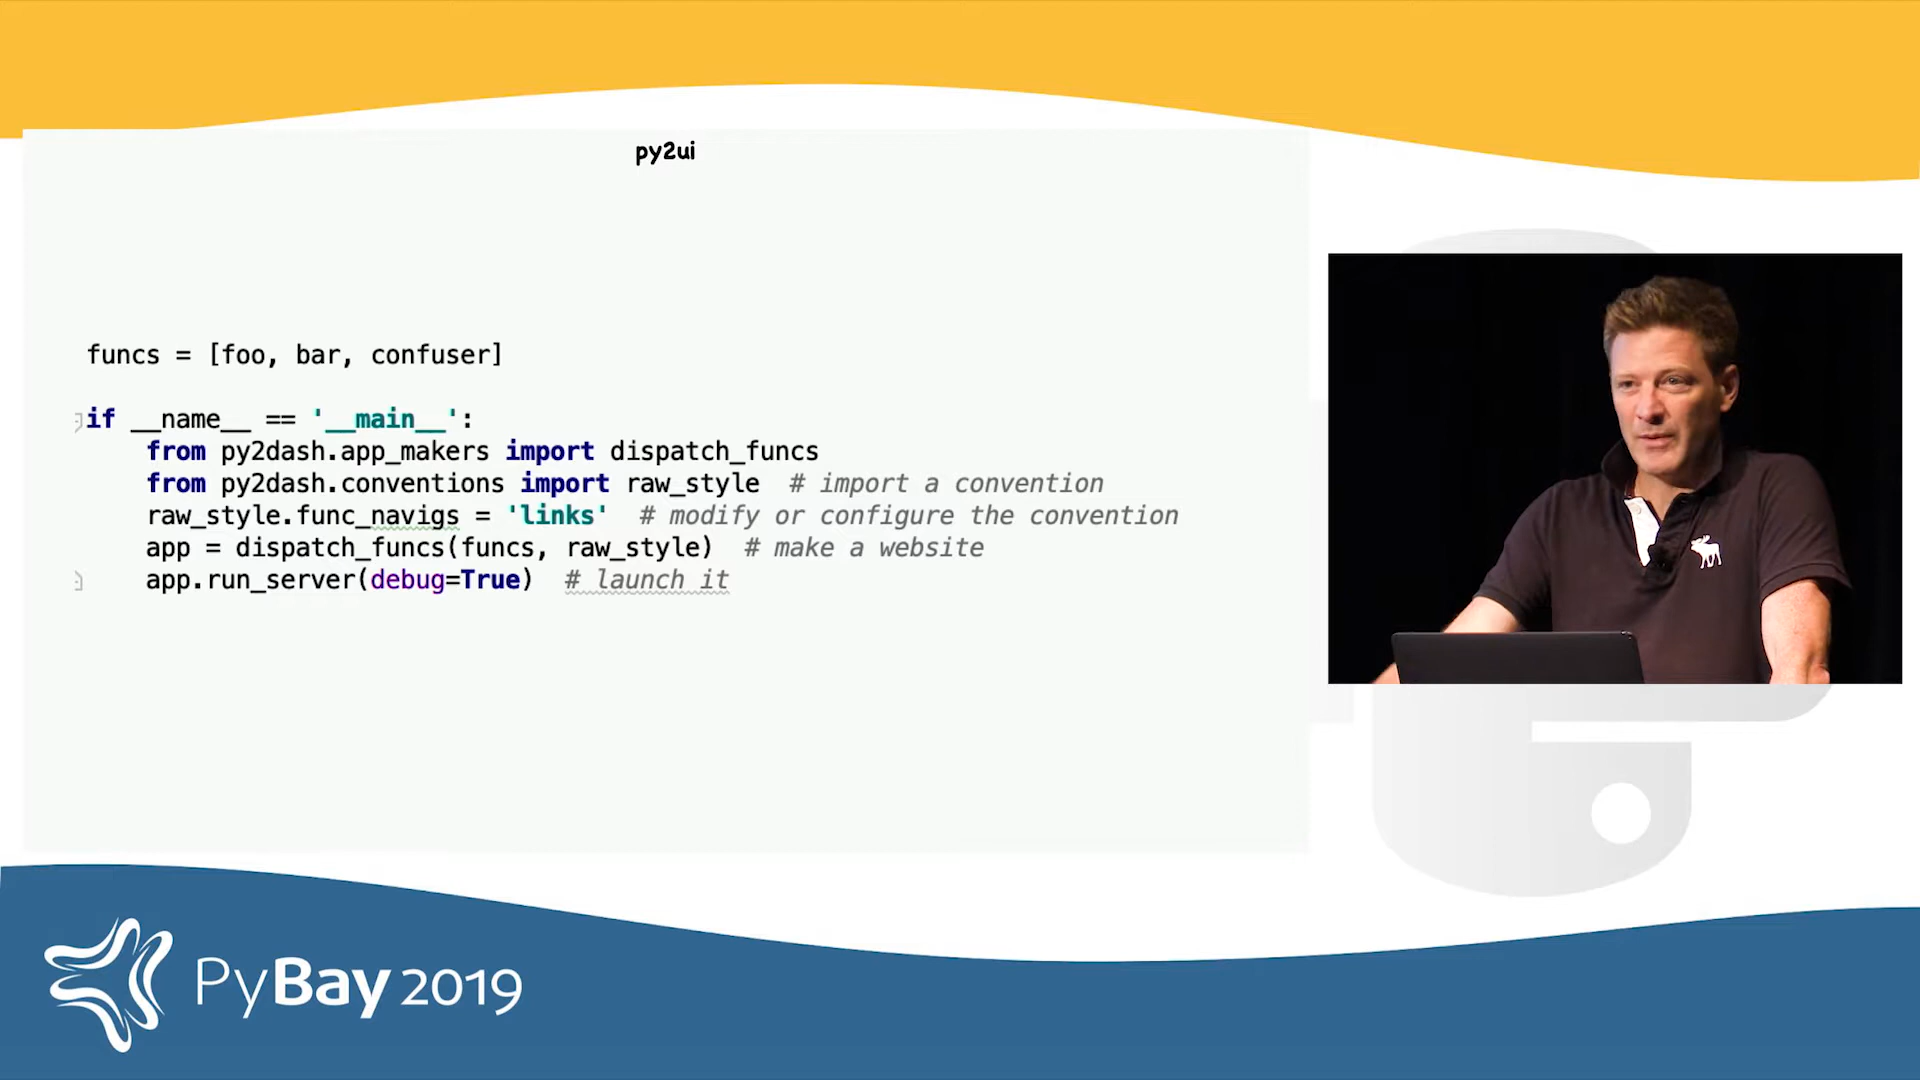 py2ui
funcs = [foo, bar, confuser]
if __name__ == '__main__':
    from py2dash.app_makers import dispatch_funcs
    from py2dash.conventions import raw_style  # import a convention
    raw_style.func_navigs = 'links'  # modify or configure the convention
    app = dispatch_funcs(funcs, raw_style)  # make a website
    app.run_server(debug=True)  # launch it
PyBay 2019